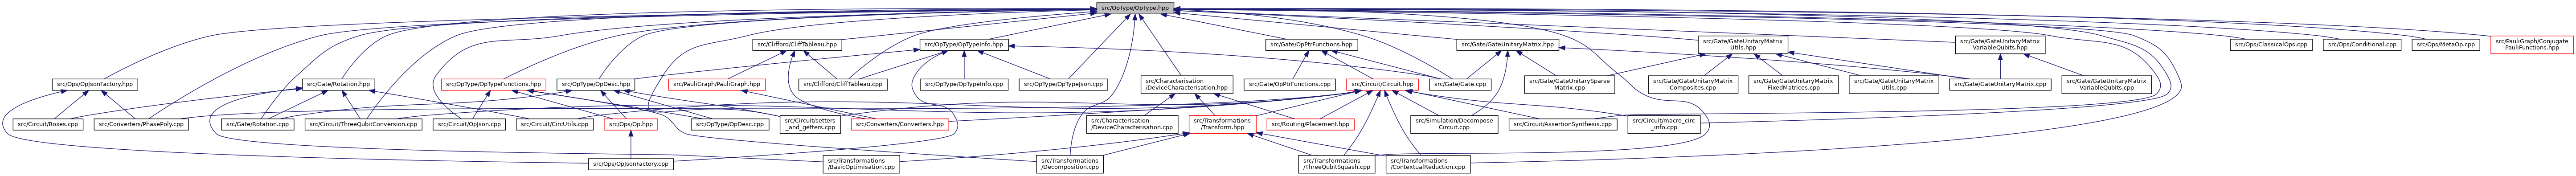 src/OpType/OpType.hpp
src/Clifford/CliffTableau.hpp
src/OpType/OpTypeInfo.hpp
src/Gate/OpPtrFunctions.hpp
src/Gate/GateUnitaryMatrix.hpp
src/Gate/GateUnitaryMatrix
Utils.hpp
src/Gate/GateUnitaryMatrix
VariableQubits.hpp
src/Ops/ClassicalOps.cpp
src/Ops/Conditional.cpp
src/Ops/MetaOp.cpp
src/PauliGraph/Conjugate
PauliFunctions.hpp
src/Ops/OpJsonFactory.hpp
src/Gate/Rotation.hpp
src/OpType/OpTypeFunctions.hpp
src/OpType/OpDesc.hpp
src/PauliGraph/PauliGraph.hpp
src/Clifford/CliffTableau.cpp
src/OpType/OpTypeInfo.cpp
src/OpType/OpTypeJson.cpp
src/Characterisation
/DeviceCharacterisation.hpp
src/Gate/OpPtrFunctions.cpp
src/Circuit/Circuit.hpp
src/Gate/Gate.cpp
src/Gate/GateUnitarySparse
Matrix.cpp
src/Gate/GateUnitaryMatrix
Composites.cpp
src/Gate/GateUnitaryMatrix
FixedMatrices.cpp
src/Gate/GateUnitaryMatrix
Utils.cpp
src/Gate/GateUnitaryMatrix.cpp
src/Gate/GateUnitaryMatrix
VariableQubits.cpp
src/Circuit/Boxes.cpp
src/Converters/PhasePoly.cpp
src/Gate/Rotation.cpp
src/Circuit/ThreeQubitConversion.cpp
src/Circuit/OpJson.cpp
src/Circuit/CircUtils.cpp
src/Ops/Op.hpp
src/OpType/OpDesc.cpp
src/Circuit/setters
_and_getters.cpp
src/Converters/Converters.hpp
src/Characterisation
/DeviceCharacterisation.cpp
src/Transformations
/Transform.hpp
src/Routing/Placement.hpp
src/Simulation/Decompose
Circuit.cpp
src/Circuit/AssertionSynthesis.cpp
src/Circuit/macro_circ
_info.cpp
src/Ops/OpJsonFactory.cpp
src/Transformations
/BasicOptimisation.cpp
src/Transformations
/Decomposition.cpp
src/Transformations
/ThreeQubitSquash.cpp
src/Transformations
/ContextualReduction.cpp